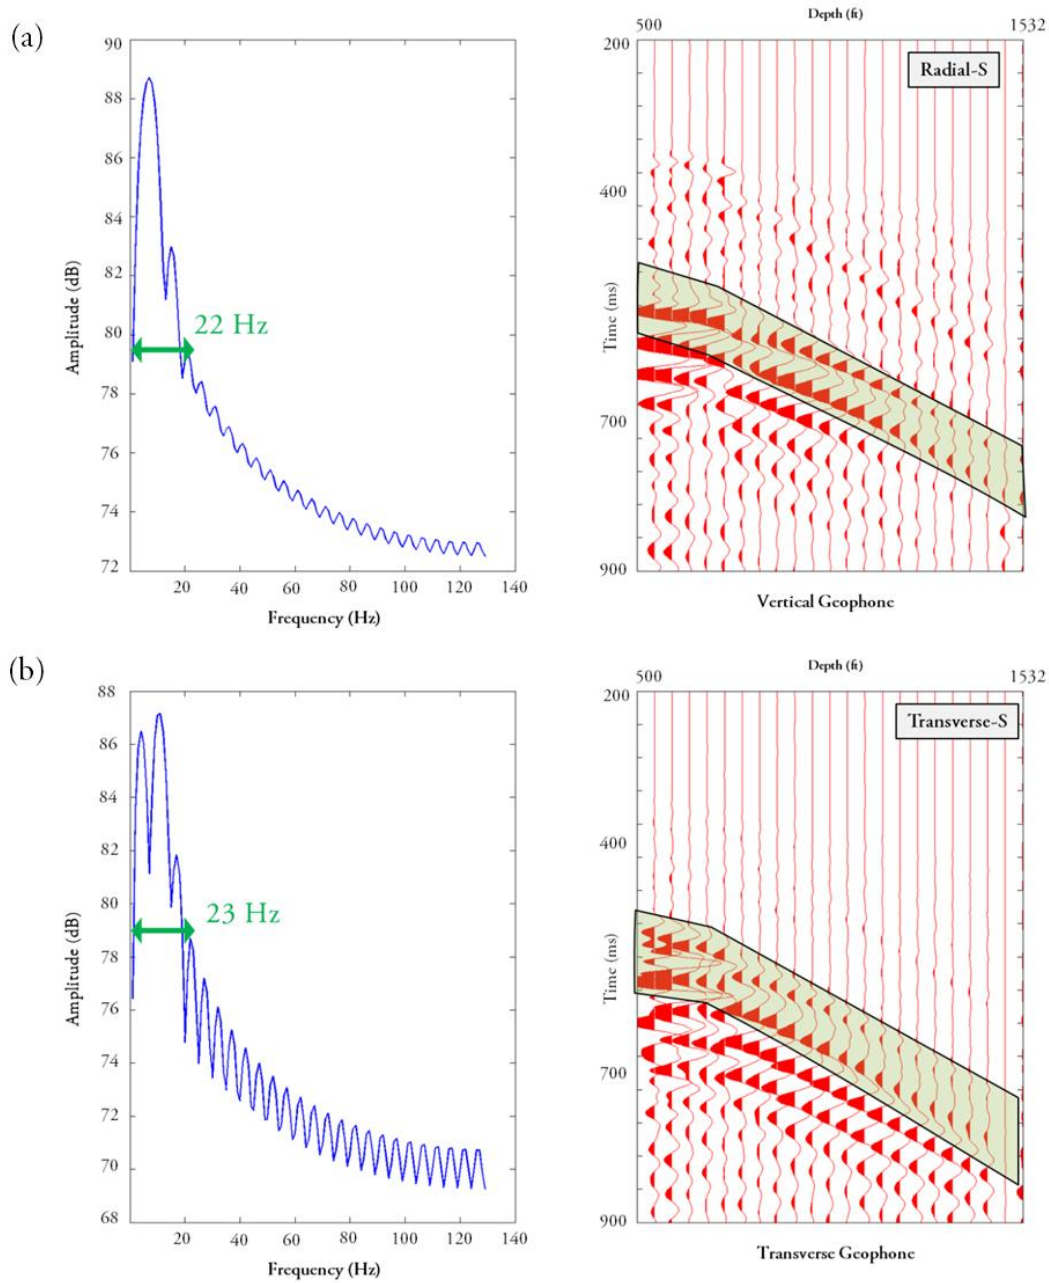 (a)
Depth (ft)
500 1532
90
88
86
84
82
80
78
76
74
72
Amplitude (dB)
22 Hz
20 40 60 80 100 120 140
Frequency (Hz)
200
400
700
900
Time (ms)
Radial-S
Vertical Geophone
(b)
Depth (ft)
500 1532
88
86
84
82
80
78
76
74
72
70
68
Amplitude (dB)
23 Hz
20 40 60 80 100 120 140
Frequency (Hz)
200
400
700
900
Time (ms)
Transverse-S
Transverse Geophone